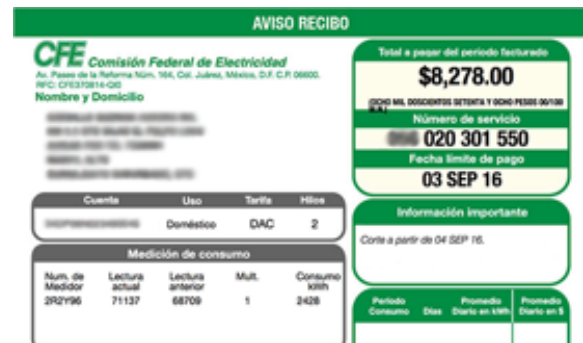 AVISO RECIBO
CFE Comisión Federal de Electricidad
Av. Paseo de la Reforma Núm. 164, Col. Juárez, México, D.F. C.P. 06600.
RFC: CFE370814-QI0
Nombre y Domicilio
Total a pagar del periodo facturado
$8,278.00
(OCHO MIL DOSCIENTOS SETENTA Y OCHO PESOS 00/100 M.N.)
Número de servicio
020 301 550
Fecha límite de pago
03 SEP 16
Cuenta Uso Tarifa Hilos
Doméstico DAC 2
Información importante
Corte a partir de 04 SEP 16.
Medición de consumo
Num. de Medidor Lectura actual Lectura anterior Mult. Consumo kWh
2R2Y96 71137 68709 1 2428
Periodo Consumo Dias Promedio Diario en kWh Promedio Diario en $